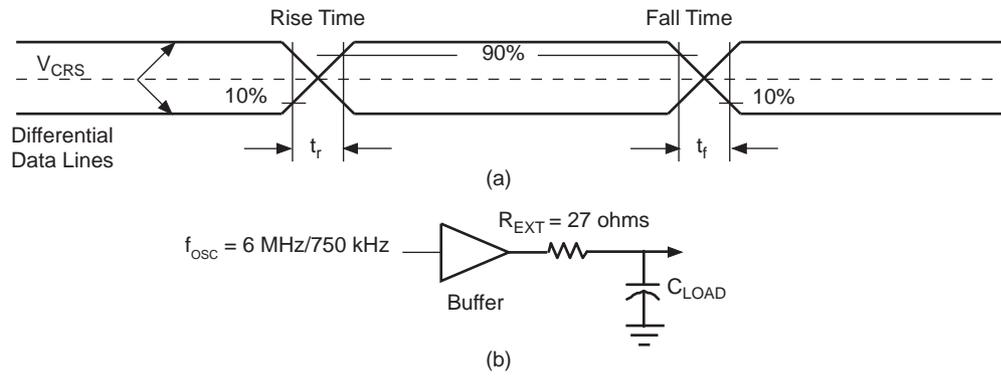 Rise Time
Fall Time
V_CRS
90%
10%
10%
Differential
Data Lines
t_r
t_f
(a)
R_EXT = 27 ohms
f_OSC = 6 MHz/750 kHz
Buffer
C_LOAD
(b)